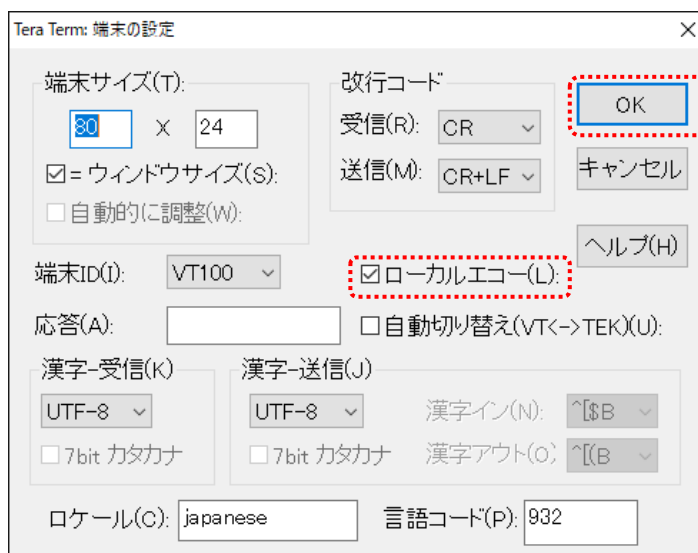 Tera Term: 端末の設定
端末サイズ(T):
80 X 24
= ウィンドウサイズ(S):
自動的に調整(W):
改行コード
受信(R): CR
送信(M): CR+LF
OK
キャンセル
ヘルプ(H)
端末ID(I): VT100
ローカルエコー(L):
応答(A):
自動切り替え(VT<->TEK)(U):
漢字-受信(K)
UTF-8
7bit カタカナ
漢字-送信(J)
UTF-8
7bit カタカナ
漢字イン(N): ^[$B
漢字アウト(O) ^[(B
ロケール(C): japanese
言語コード(P): 932